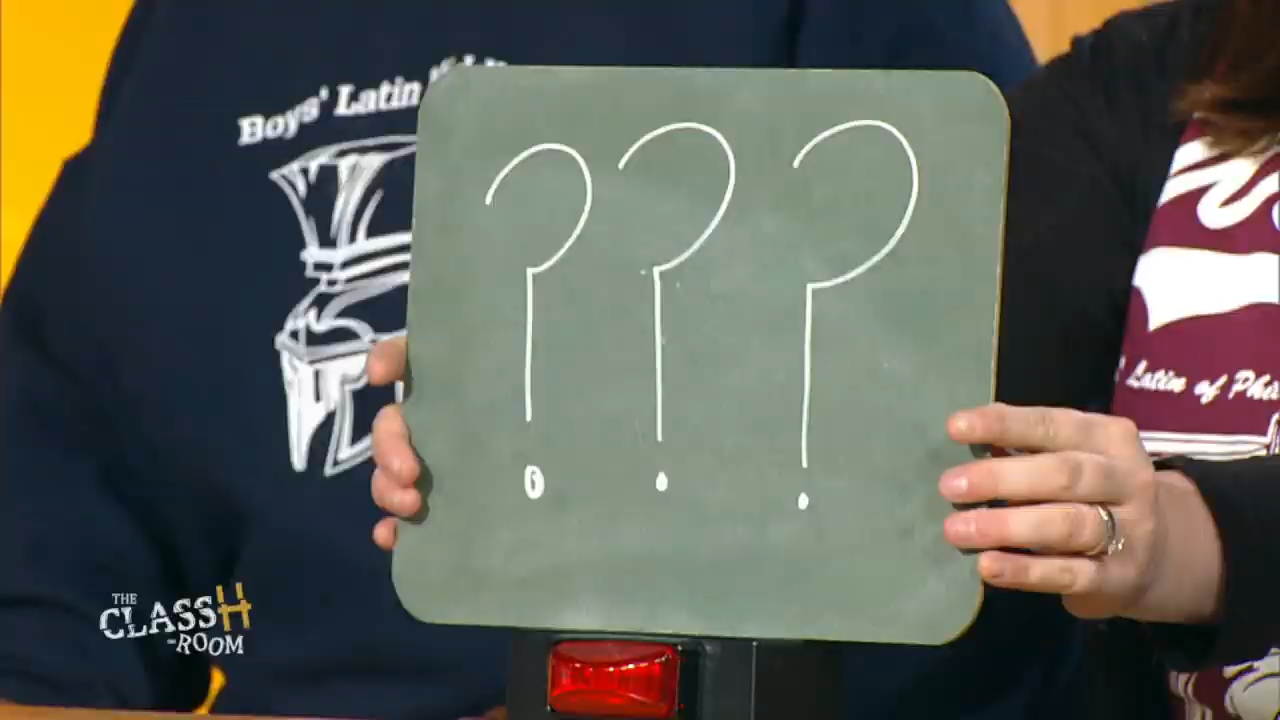 Boys' Latin
???
Latin of Phi
THE
CLASSH
-ROOM